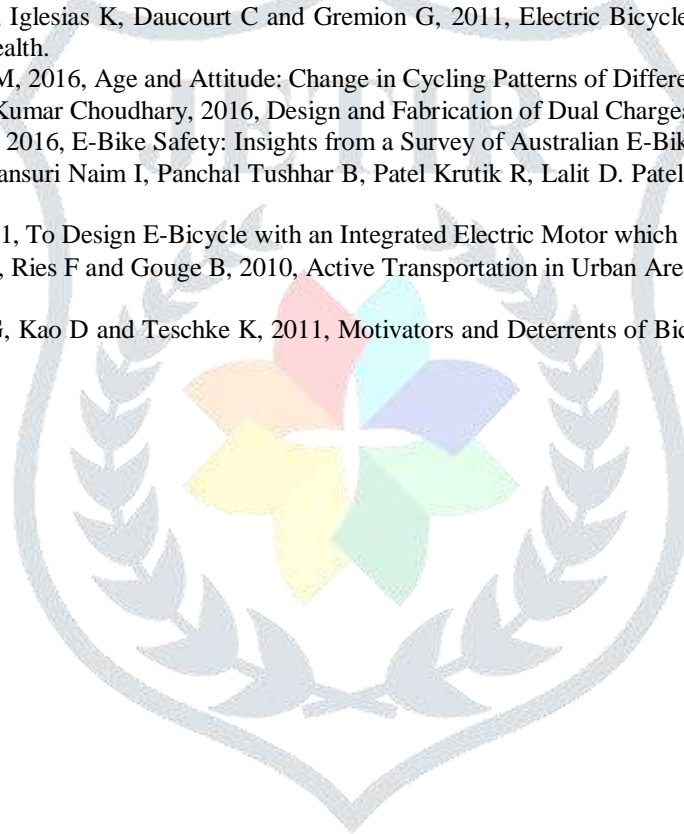 Iglesias K, Daucourt C and Gremion G, 2011, Electric Bicycle
ealth.
M, 2016, Age and Attitude: Change in Cycling Patterns of Differe
Kumar Choudhary, 2016, Design and Fabrication of Dual Chargea
2016, E-Bike Safety: Insights from a Survey of Australian E-Bik
ansuri Naim I, Panchal Tushhar B, Patel Krutik R, Lalit D. Patel
1, To Design E-Bicycle with an Integrated Electric Motor which
, Ries F and Gouge B, 2010, Active Transportation in Urban Are
G, Kao D and Teschke K, 2011, Motivators and Deterrents of Bic
JETIR